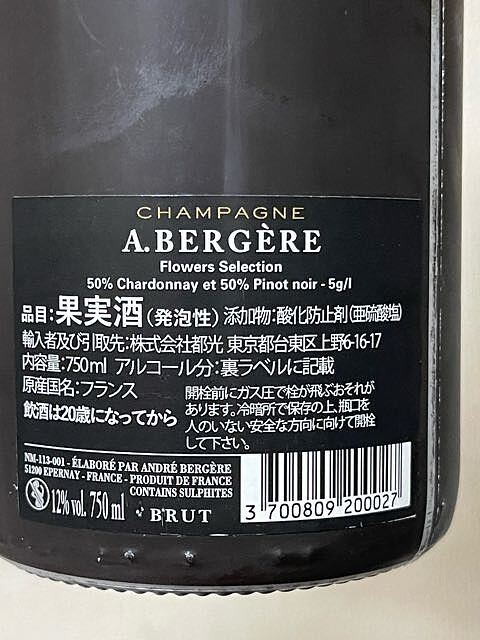 CHAMPAGNE
A.BERGÈRE
Flowers Selection
50% Chardonnay et 50% Pinot noir - 5g/l
品目:果実酒(発泡性) 添加物:酸化防止剤(亜硫酸塩)
輸入者及び引取先:株式会社都光 東京都台東区上野6-16-17
内容量:750ml アルコール分:裏ラベルに記載
原産国名:フランス
飲酒は20歳になってから
開栓前にガス圧で栓が飛ぶおそれが
あります。冷暗所で保存の上、瓶口を
人のいない安全な方向に向けて開栓
して下さい。
NM-113-001 - ÉLABORÉ PAR ANDRÉ BERGÈRE
51200 EPERNAY - FRANCE - PRODUIT DE FRANCE
CONTAINS SULPHITES
12% vol. 750 ml
BRUT
3 700809 200027